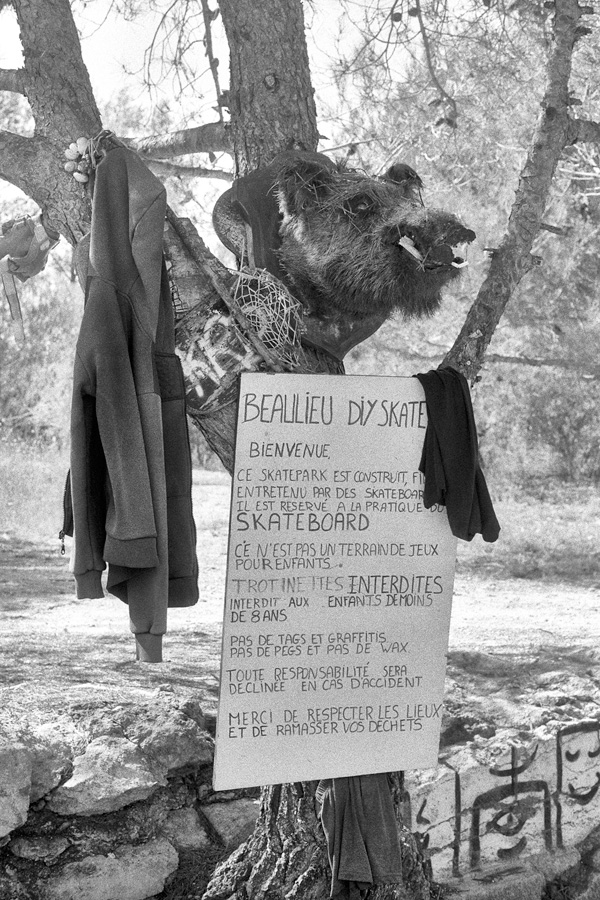 BEAULIEU DIY SKATE
BIENVENUE,
CE SKATEPARK EST CONSTRUIT,
ENTRETENU PAR DES SKATEBOAR
IL EST RESERVÉ A LA PRATIQUE DU
SKATEBOARD
CE N'EST PAS UN TERRAIN DE JEUX
POUR ENFANTS.
TROTINETTES INTERDITES
INTERDIT AUX ENFANTS DE MOINS
DE 8 ANS
PAS DE TAGS ET GRAFFITIS
PAS DE PEGS ET PAS DE WAX.
TOUTE RESPONSABILITÉ SERA
DECLINÉE EN CAS D'ACCIDENT
MERCI DE RESPECTER LES LIEUX
ET DE RAMASSER VOS DECHETS